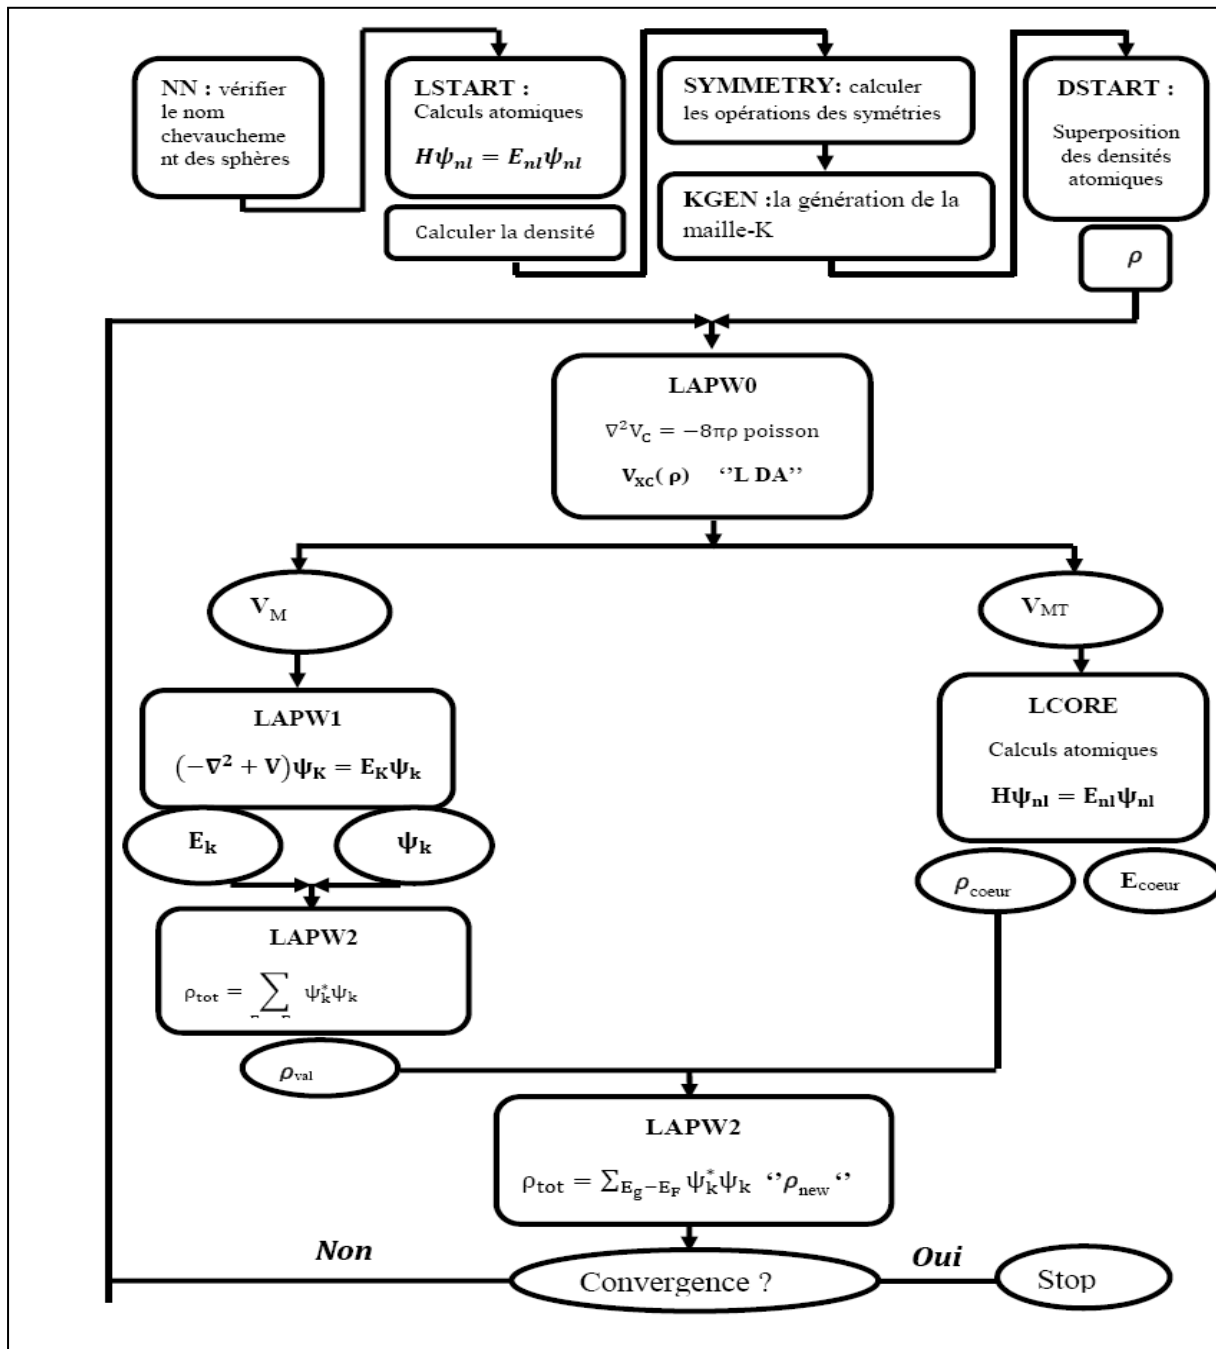 NN : vérifier
le nom
chevaucheme
nt des sphères
LSTART :
Calculs atomiques
Hψnl = Enlψnl
Calculer la densité
SYMMETRY: calculer
les opérations des symétries
KGEN :la génération de la
maille-K
DSTART :
Superposition
des densités
atomiques
ρ
LAPW0
∇²VC = −8πρ poisson
VXC( ρ) ‘’L DA’’
VM
VMT
LAPW1
(−∇² + V)ψK = EKψk
Ek
ψk
LCORE
Calculs atomiques
Hψnl = Enlψnl
ρcoeur
Ecoeur
LAPW2
ρtot = ∑ ψk*ψk
ρval
LAPW2
ρtot = ∑Eg−EF ψk*ψk ‘’ρnew ‘’
Non
Oui
Convergence ?
Stop